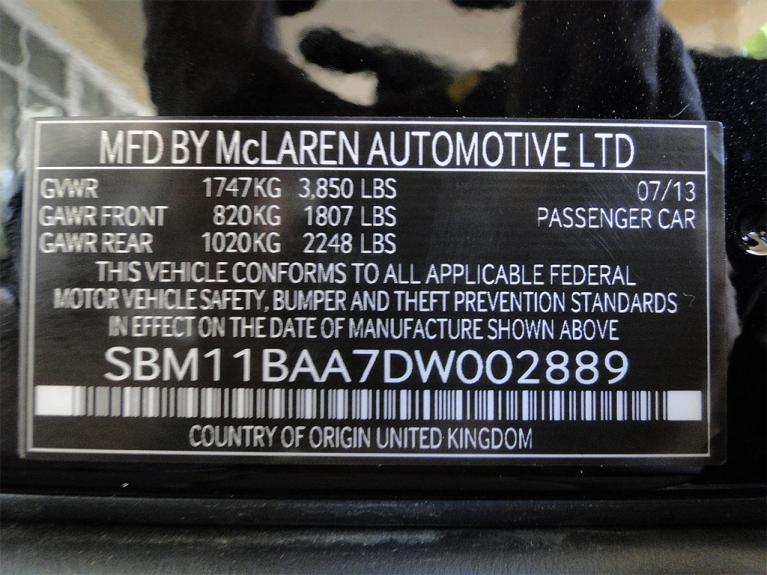 MFD BY McLAREN AUTOMOTIVE LTD
GVWR 1747KG 3,850 LBS 07/13
GAWR FRONT 820KG 1807 LBS PASSENGER CAR
GAWR REAR 1020KG 2248 LBS
THIS VEHICLE CONFORMS TO ALL APPLICABLE FEDERAL
MOTOR VEHICLE SAFETY, BUMPER AND THEFT PREVENTION STANDARDS
IN EFFECT ON THE DATE OF MANUFACTURE SHOWN ABOVE
SBM11BAA7DW002889
COUNTRY OF ORIGIN UNITED KINGDOM